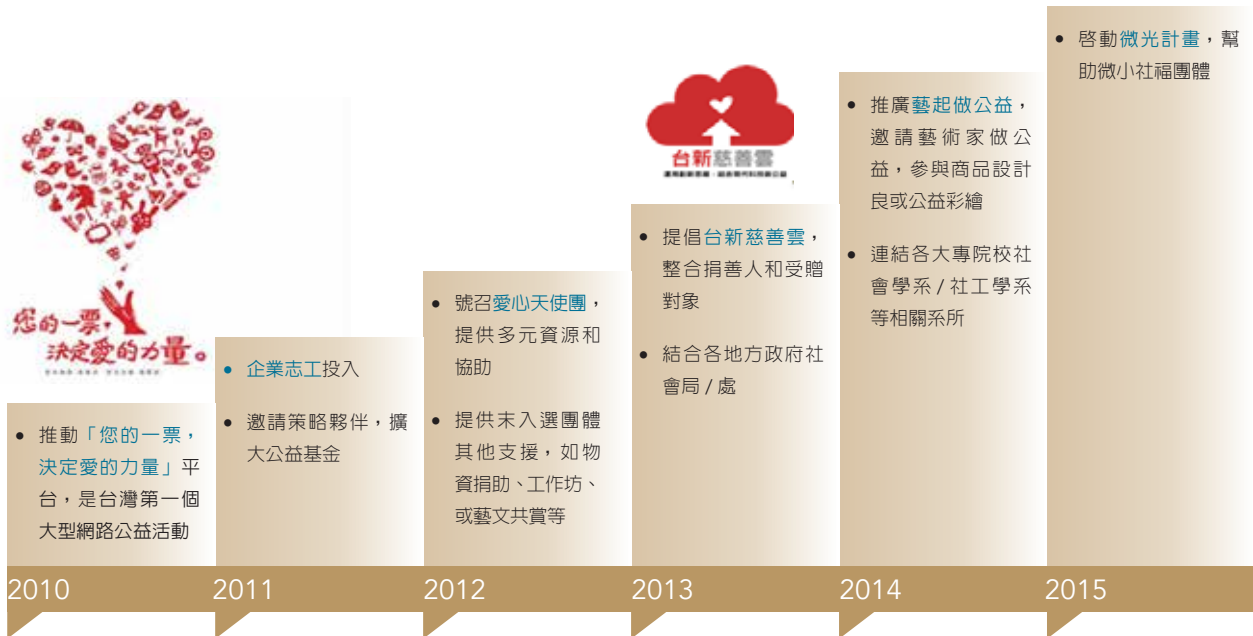 您的一票,
決定愛的力量。
• 推動「您的一票，
決定愛的力量」平
台，是台灣第一個
大型網路公益活動
2010
• 企業志工投入
• 邀請策略夥伴，擴
大公益基金
2011
• 號召愛心天使團，
提供多元資源和
協助
• 提供末入選團體
其他支援，如物
資捐助、工作坊、
或藝文共賞等
2012
台新慈善雲
• 提倡台新慈善雲，
整合捐善人和受贈
對象
• 結合各地方政府社
會局 / 處
2013
• 推廣藝起做公益，
邀請藝術家做公
益，參與商品設計
良或公益彩繪
• 連結各大專院校社
會學系 / 社工學系
等相關系所
2014
• 啓動微光計畫，幫
助微小社福團體
2015